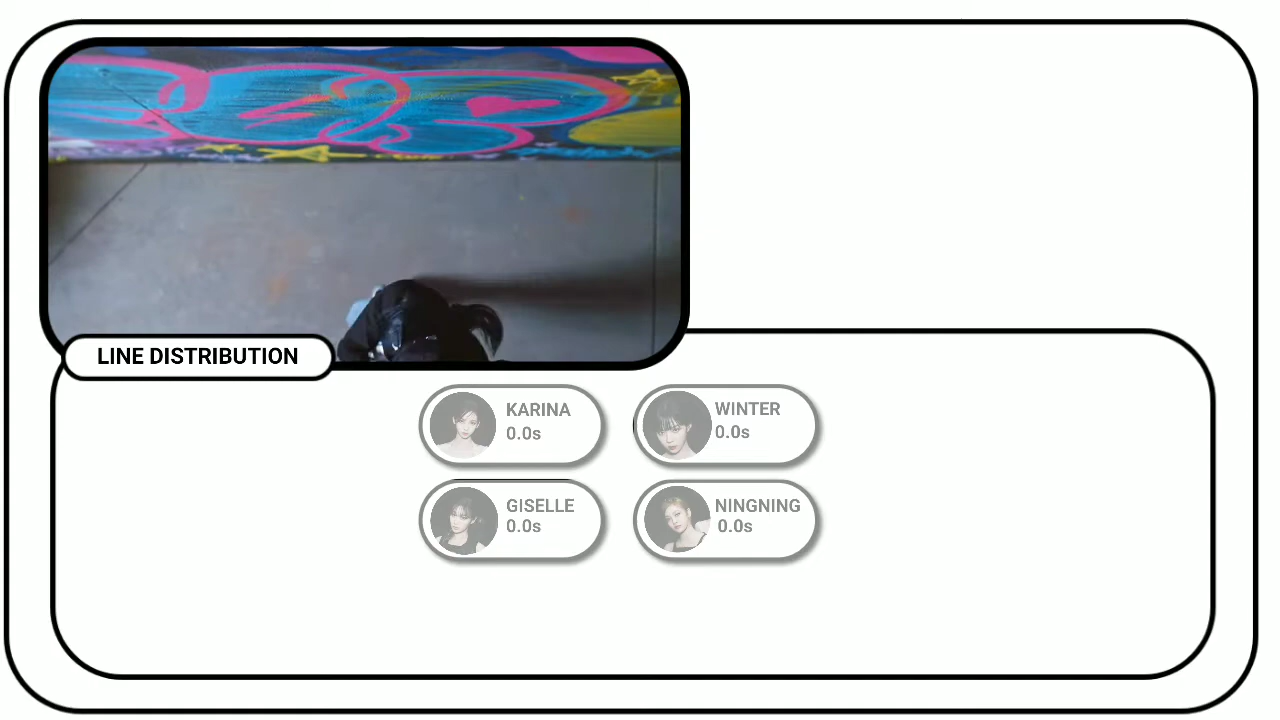 LINE DISTRIBUTION
KARINA
0.0s
WINTER
0.0s
GISELLE
0.0s
NINGNING
0.0s